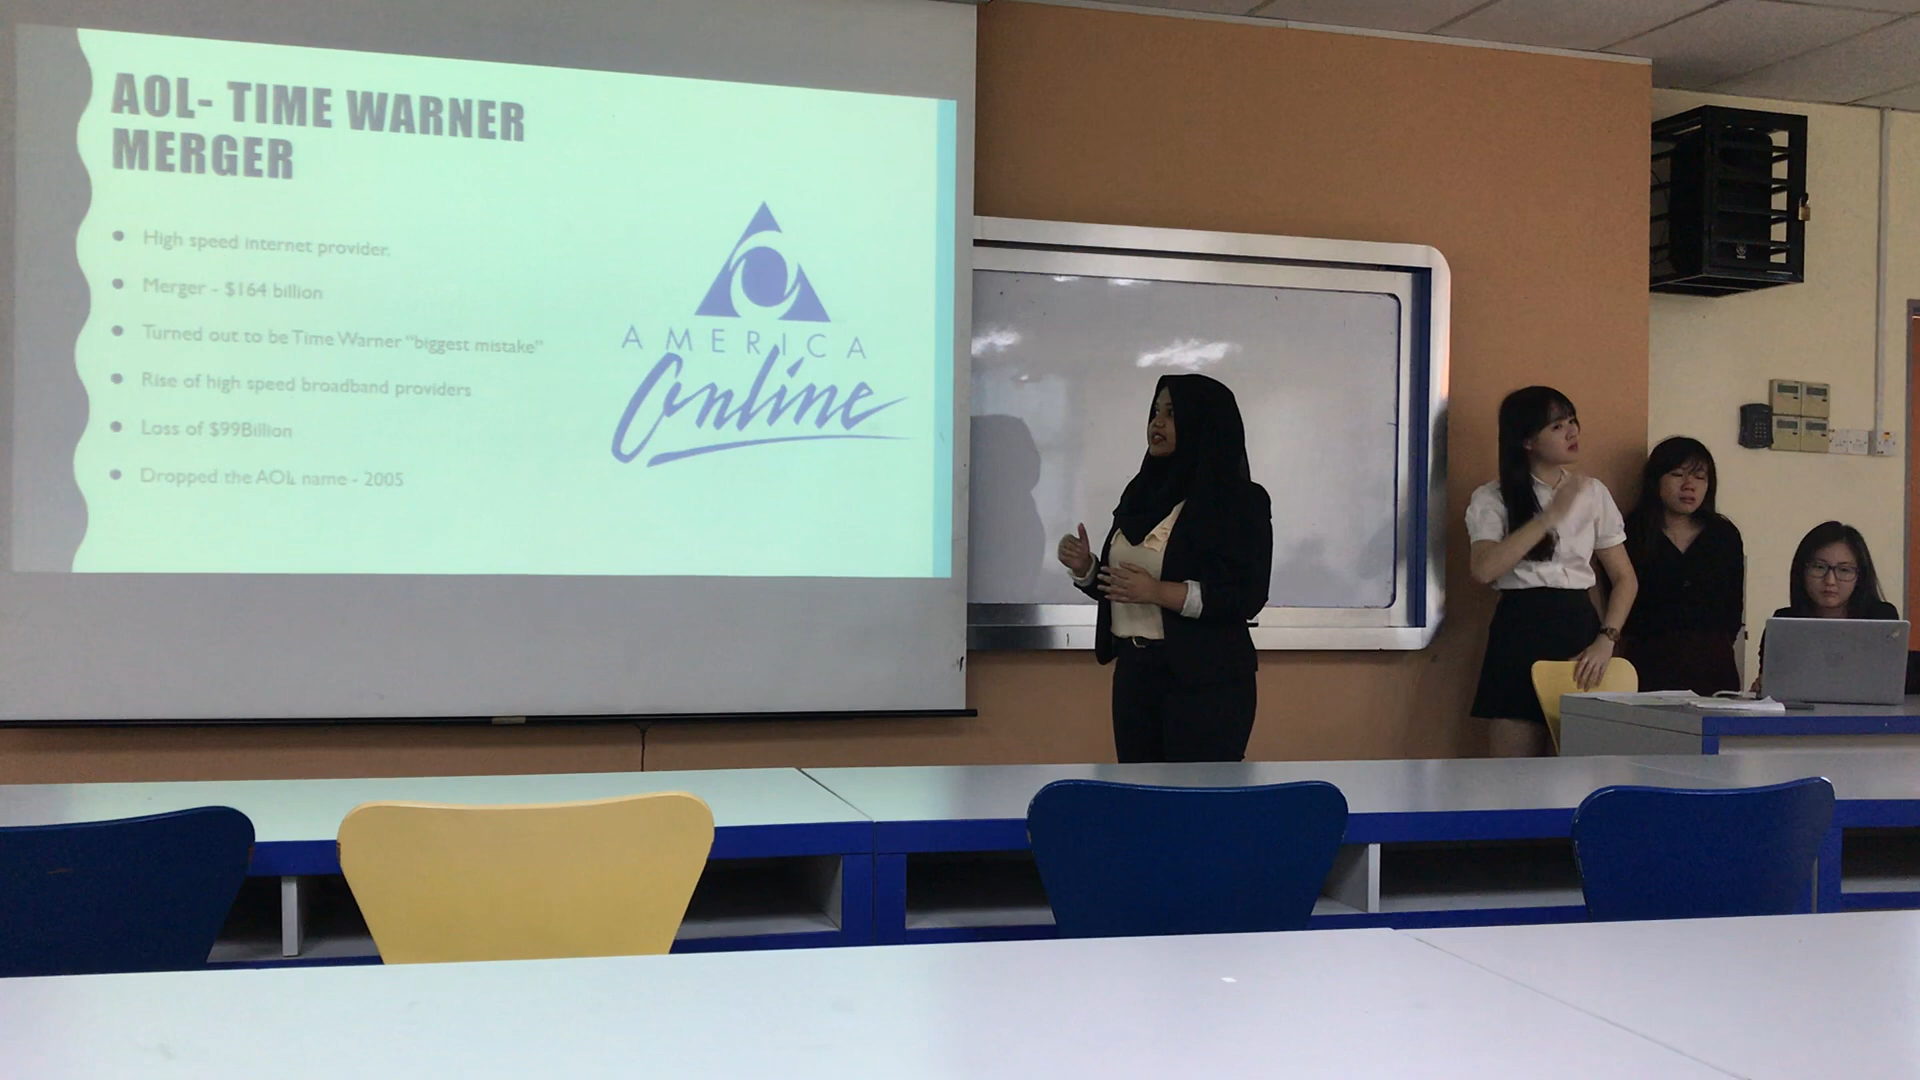 AOL- TIME WARNER
MERGER
High speed internet provider.
Merger - $164 billion
Turned out to be Time Warner "biggest mistake"
Rise of high speed broadband providers
Loss of $99Billion
Dropped the AOL name - 2005
AMERICA
Online